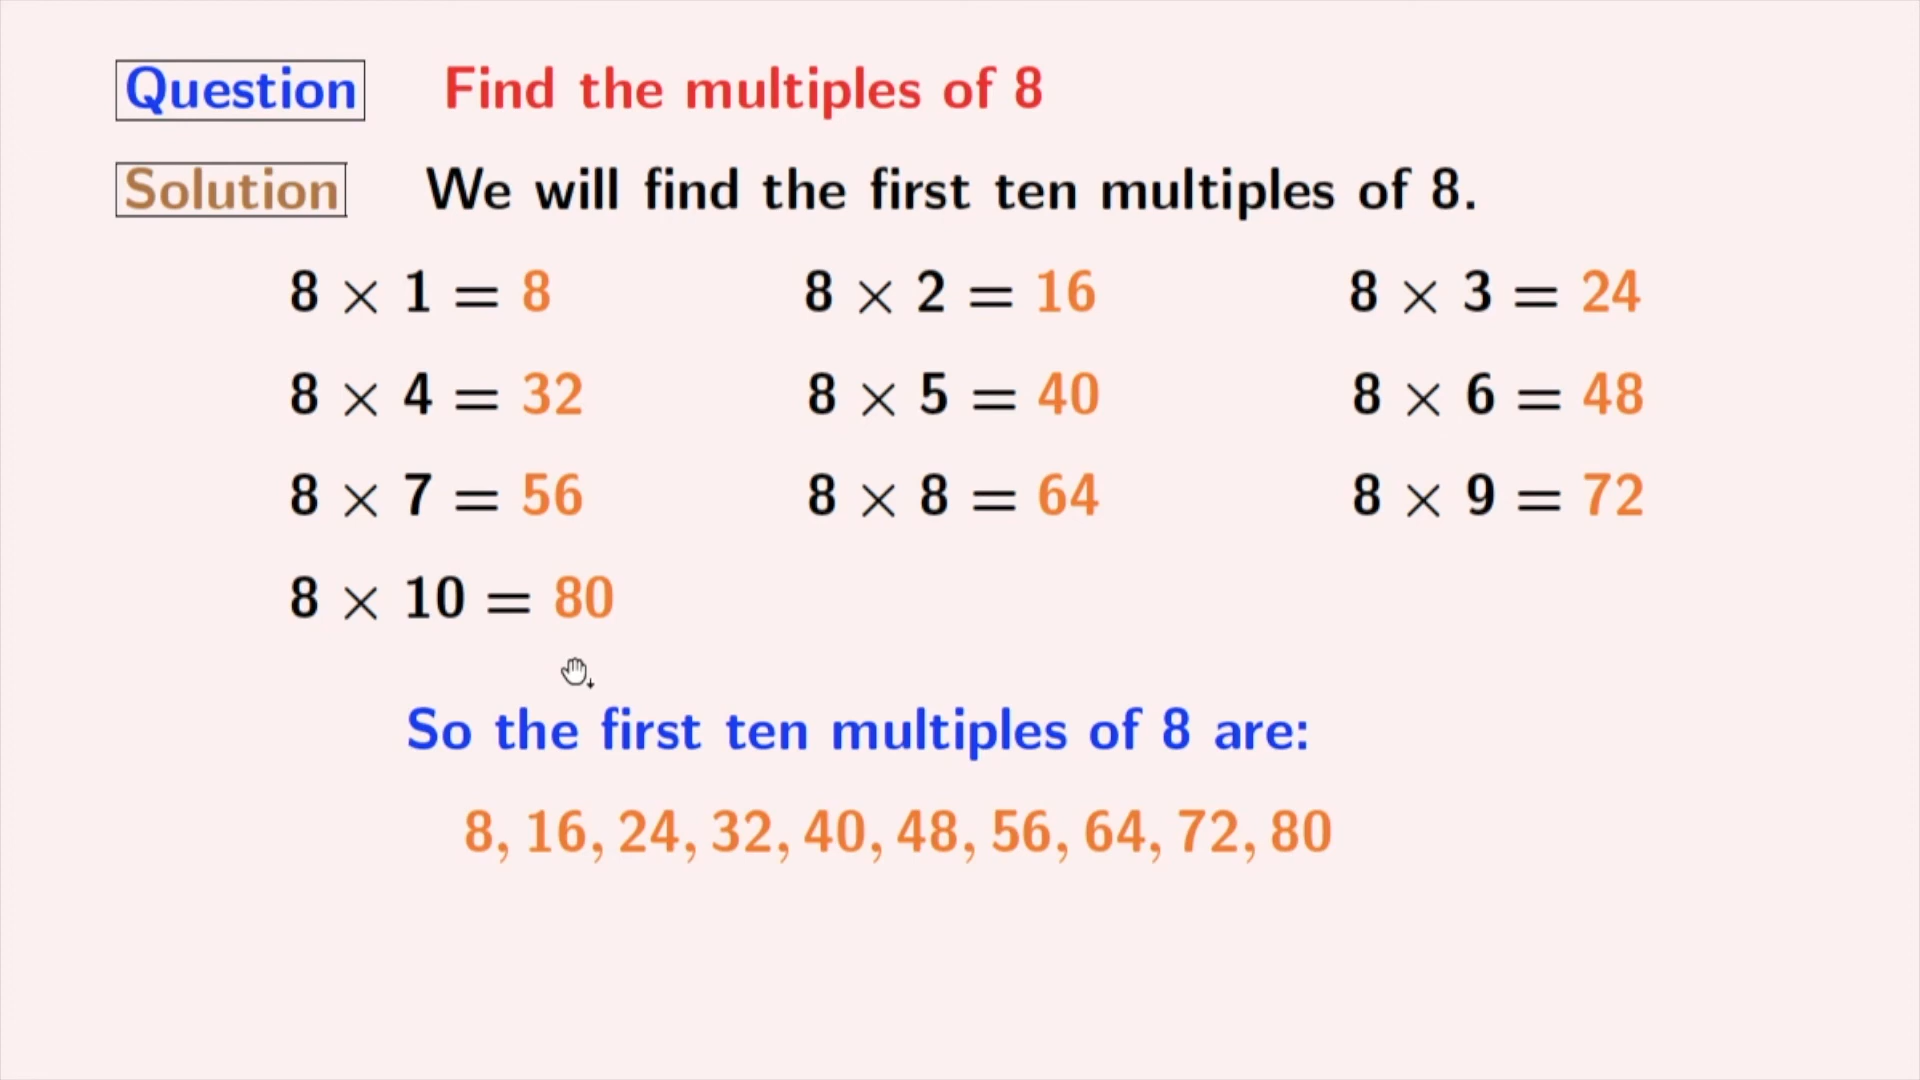 Question Find the multiples of 8
Solution We will find the first ten multiples of 8.
8 × 1 = 8 8 × 2 = 16 8 × 3 = 24
8 × 4 = 32 8 × 5 = 40 8 × 6 = 48
8 × 7 = 56 8 × 8 = 64 8 × 9 = 72
8 × 10 = 80
So the first ten multiples of 8 are:
8, 16, 24, 32, 40, 48, 56, 64, 72, 80